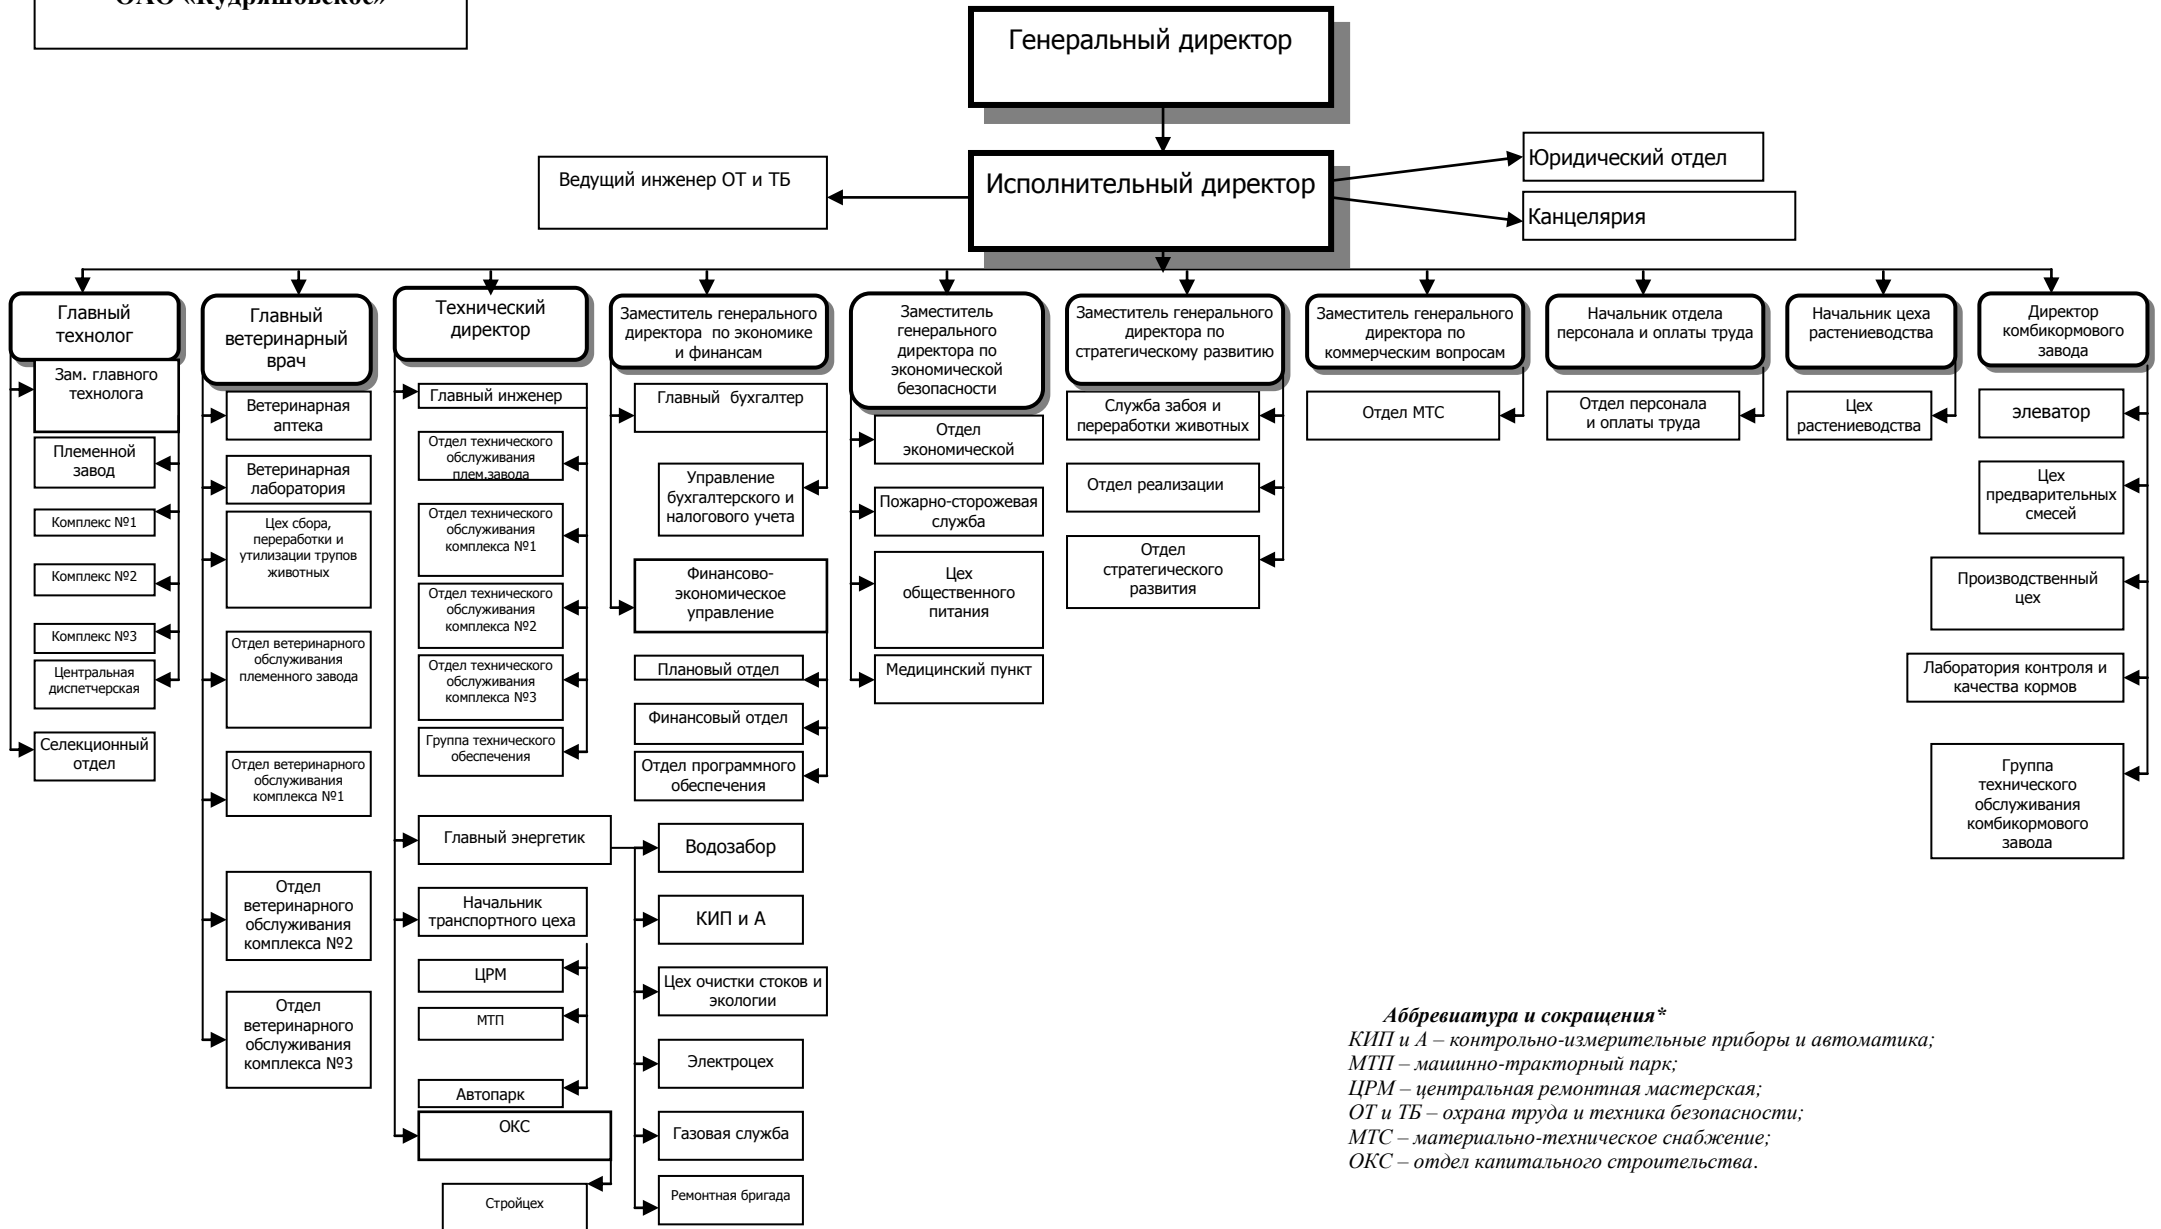 ОАО «Кудряшовское»
Генеральный директор
Ведущий инженер ОТ и ТБ
Исполнительный директор
Юридический отдел
Канцелярия
Главный
технолог
Зам. главного
технолога
Племенной
завод
Комплекс №1
Комплекс №2
Комплекс №3
Центральная
диспетчерская
Селекционный
отдел
Главный
ветеринарный
врач
Ветеринарная
аптека
Ветеринарная
лаборатория
Цех сбора,
переработки и
утилизации трупов
животных
Отдел ветеринарного
обслуживания
племенного завода
Отдел ветеринарного
обслуживания
комплекса №1
Отдел
ветеринарного
обслуживания
комплекса №2
Отдел
ветеринарного
обслуживания
комплекса №3
Технический
директор
Главный инженер
Отдел технического
обслуживания
плем.завода
Отдел технического
обслуживания
комплекса №1
Отдел технического
обслуживания
комплекса №2
Отдел технического
обслуживания
комплекса №3
Группа технического
обеспечения
Главный энергетик
Начальник
транспортного цеха
ЦРМ
МТП
Автопарк
ОКС
Стройцех
Водозабор
КИП и А
Цех очистки стоков и
экологии
Электроцех
Газовая служба
Ремонтная бригада
Заместитель генерального
директора по экономике
и финансам
Главный бухгалтер
Управление
бухгалтерского и
налогового учета
Финансово-
экономическое
управление
Плановый отдел
Финансовый отдел
Отдел программного
обеспечения
Заместитель
генерального
директора по
экономической
безопасности
Отдел
экономической
Пожарно-сторожевая
служба
Цех
общественного
питания
Медицинский пункт
Заместитель генерального
директора по
стратегическому развитию
Служба забоя и
переработки животных
Отдел реализации
Отдел
стратегического
развития
Заместитель генерального
директора по
коммерческим вопросам
Отдел МТС
Начальник отдела
персонала и оплаты труда
Отдел персонала
и оплаты труда
Начальник цеха
растениеводства
Цех
растениеводства
Директор
комбикормового
завода
элеватор
Цех
предварительных
смесей
Производственный
цех
Лаборатория контроля и
качества кормов
Группа
технического
обслуживания
комбикормового
завода
Аббревиатура и сокращения*
КИП и А – контрольно-измерительные приборы и автоматика;
МТП – машинно-тракторный парк;
ЦРМ – центральная ремонтная мастерская;
ОТ и ТБ – охрана труда и техника безопасности;
МТС – материально-техническое снабжение;
ОКС – отдел капитального строительства.